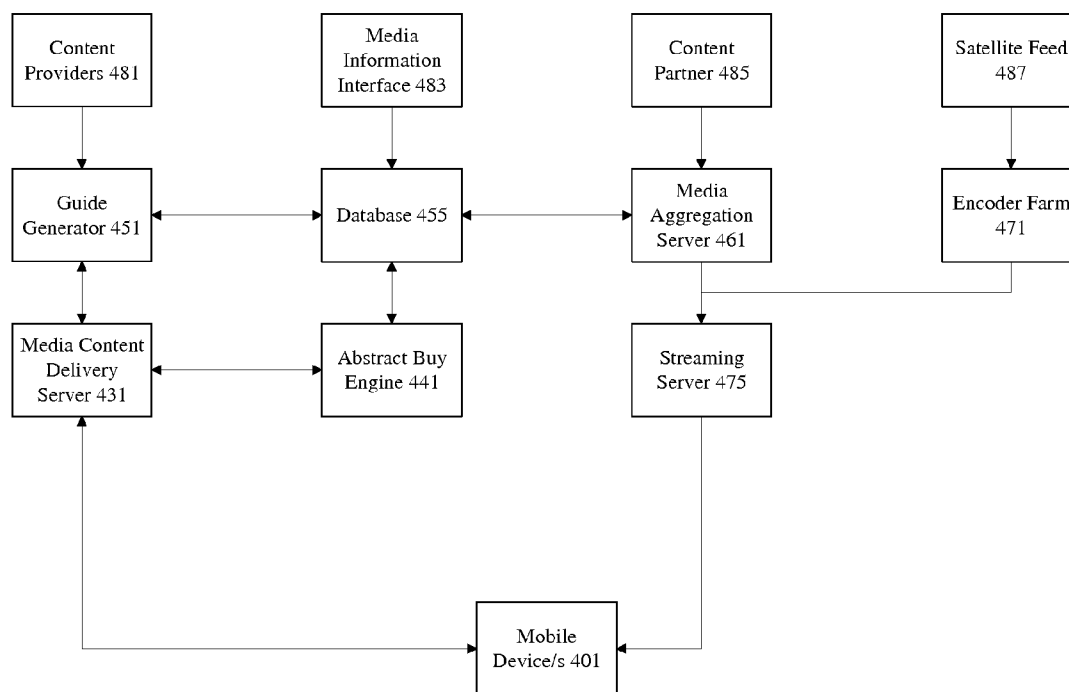 Content
Providers 481
Media
Information
Interface 483
Content
Partner 485
Satellite Feed
487
Guide
Generator 451
Database 455
Media
Aggregation
Server 461
Encoder Farm
471
Media Content
Delivery
Server 431
Abstract Buy
Engine 441
Streaming
Server 475
Mobile
Device/s 401